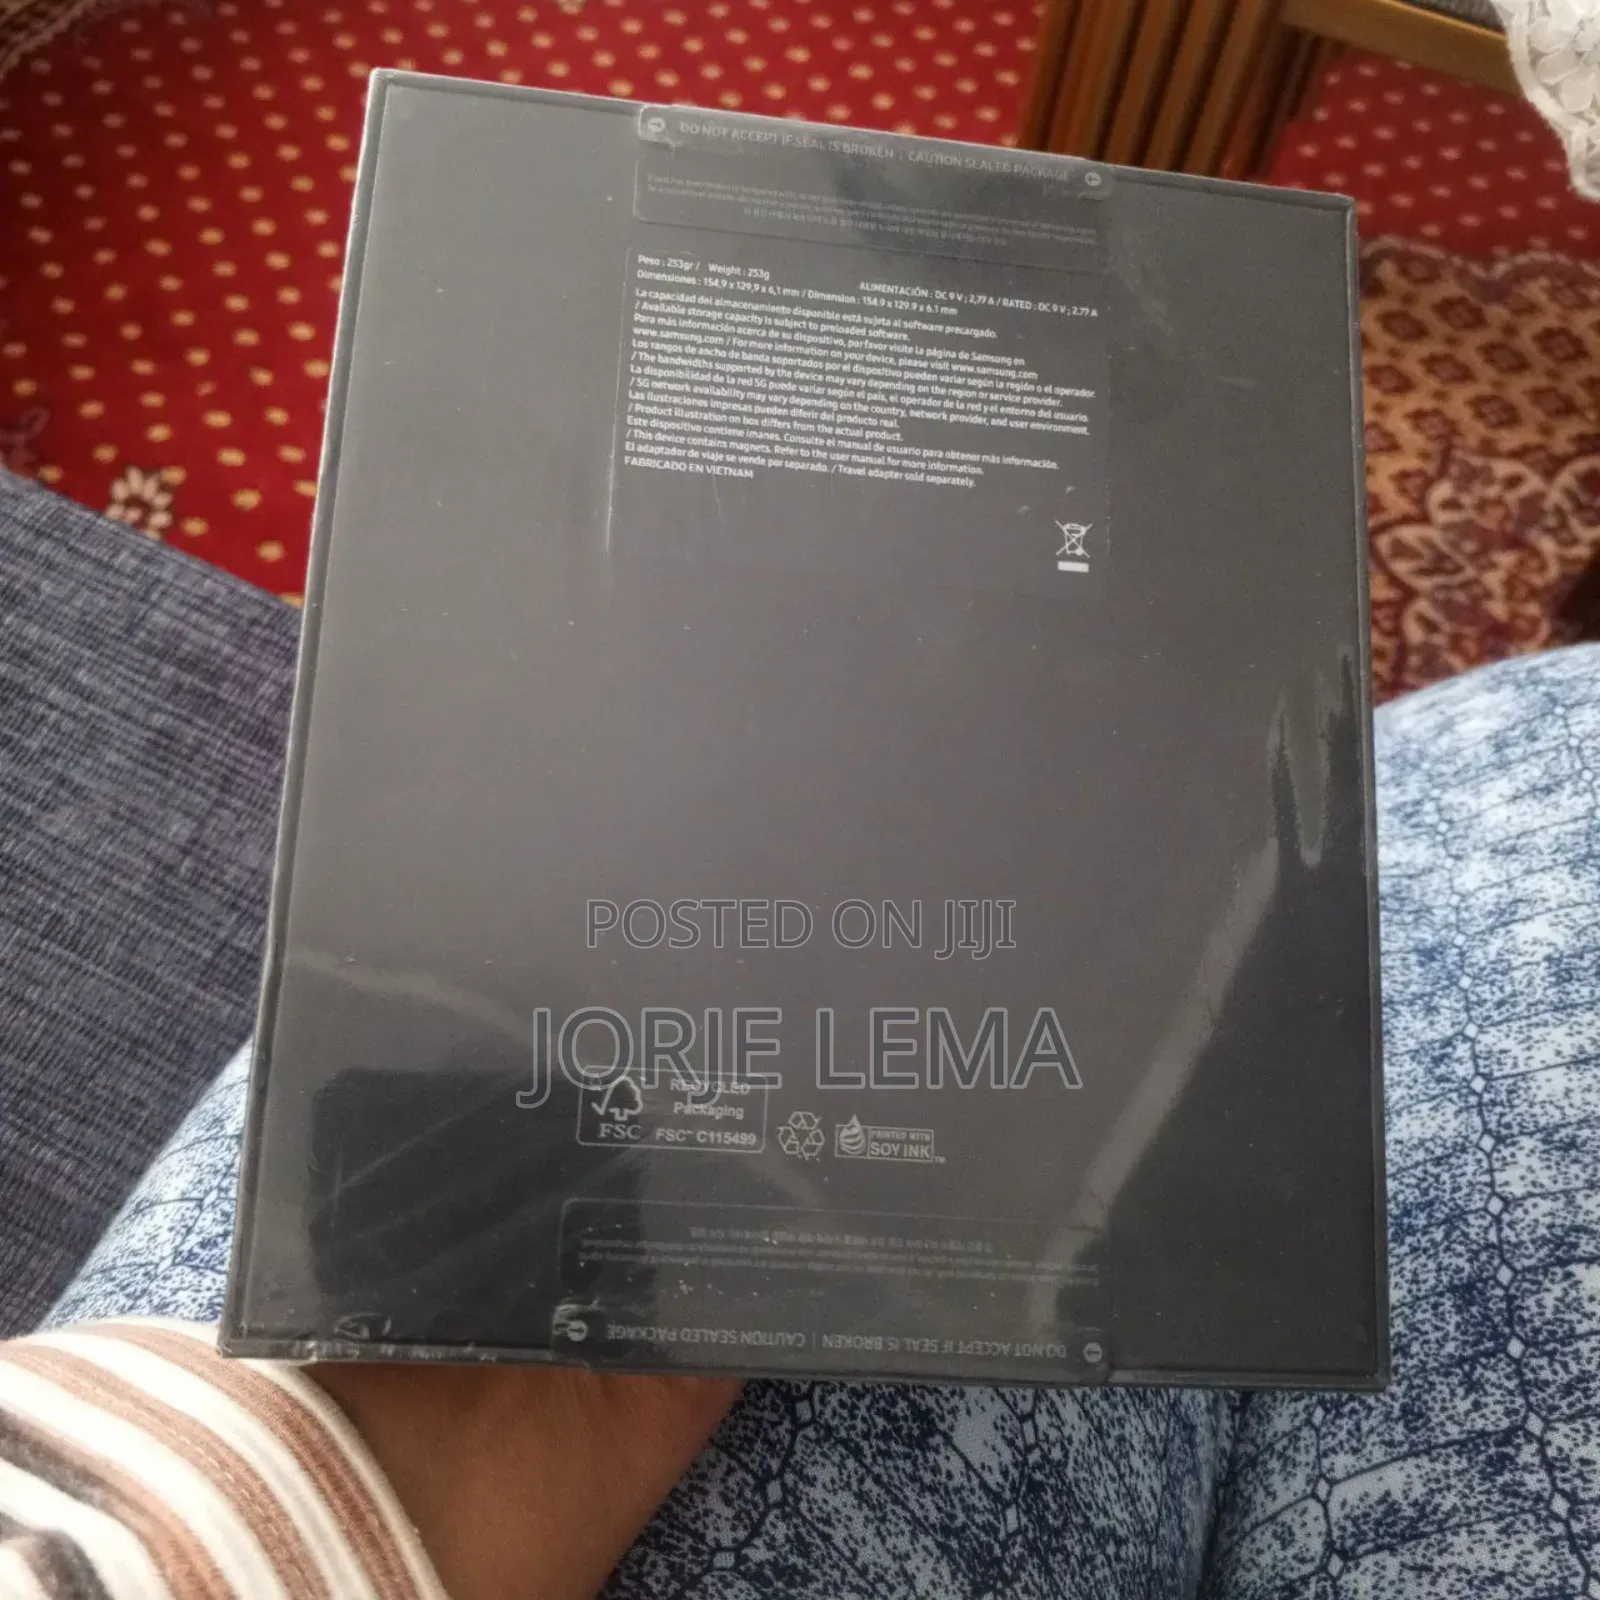 DO NOT ACCEPT IF SEAL IS BROKEN | CAUTION SEALED PACKAGE
Peso : 253gr / Weight : 253g
ALIMENTACIÓN : DC 9 V ; 2,77 A / RATED : DC 9 V ; 2.77 A
Dimensiones : 154,9 x 129,9 x 6,1 mm / Dimension : 154.9 x 129.9 x 6.1 mm
La capacidad del almacenamiento disponible está sujeta al software precargado.
/ Available storage capacity is subject to preloaded software.
Para más información acerca de su dispositivo, por favor visite la página de Samsung en
www.samsung.com / For more information on your device, please visit www.samsung.com
Los rangos de ancho de banda soportados por el dispositivo pueden variar según la región o el operador.
/ The bandwidths supported by the device may vary depending on the region or service provider.
La disponibilidad de la red 5G puede variar según el país, el operador de la red y el entorno del usuario.
/ 5G network availability may vary depending on the country, network provider, and user environment.
Las ilustraciones impresas pueden diferir del producto real.
/ Product illustration on box differs from the actual product.
Este dispositivo contiene imanes. Consulte el manual de usuario para obtener más información.
/ This device contains magnets. Refer to the user manual for more information.
El adaptador de viaje se vende por separado. / Travel adapter sold separately.
FABRICADO EN VIETNAM
POSTED ON JIJI
JORJE LEMA
RECYCLED
Packaging
FSC
FSC™ C115499
PRINTED WITH
SOY INK™
DO NOT ACCEPT IF SEAL IS BROKEN | CAUTION SEALED PACKAGE